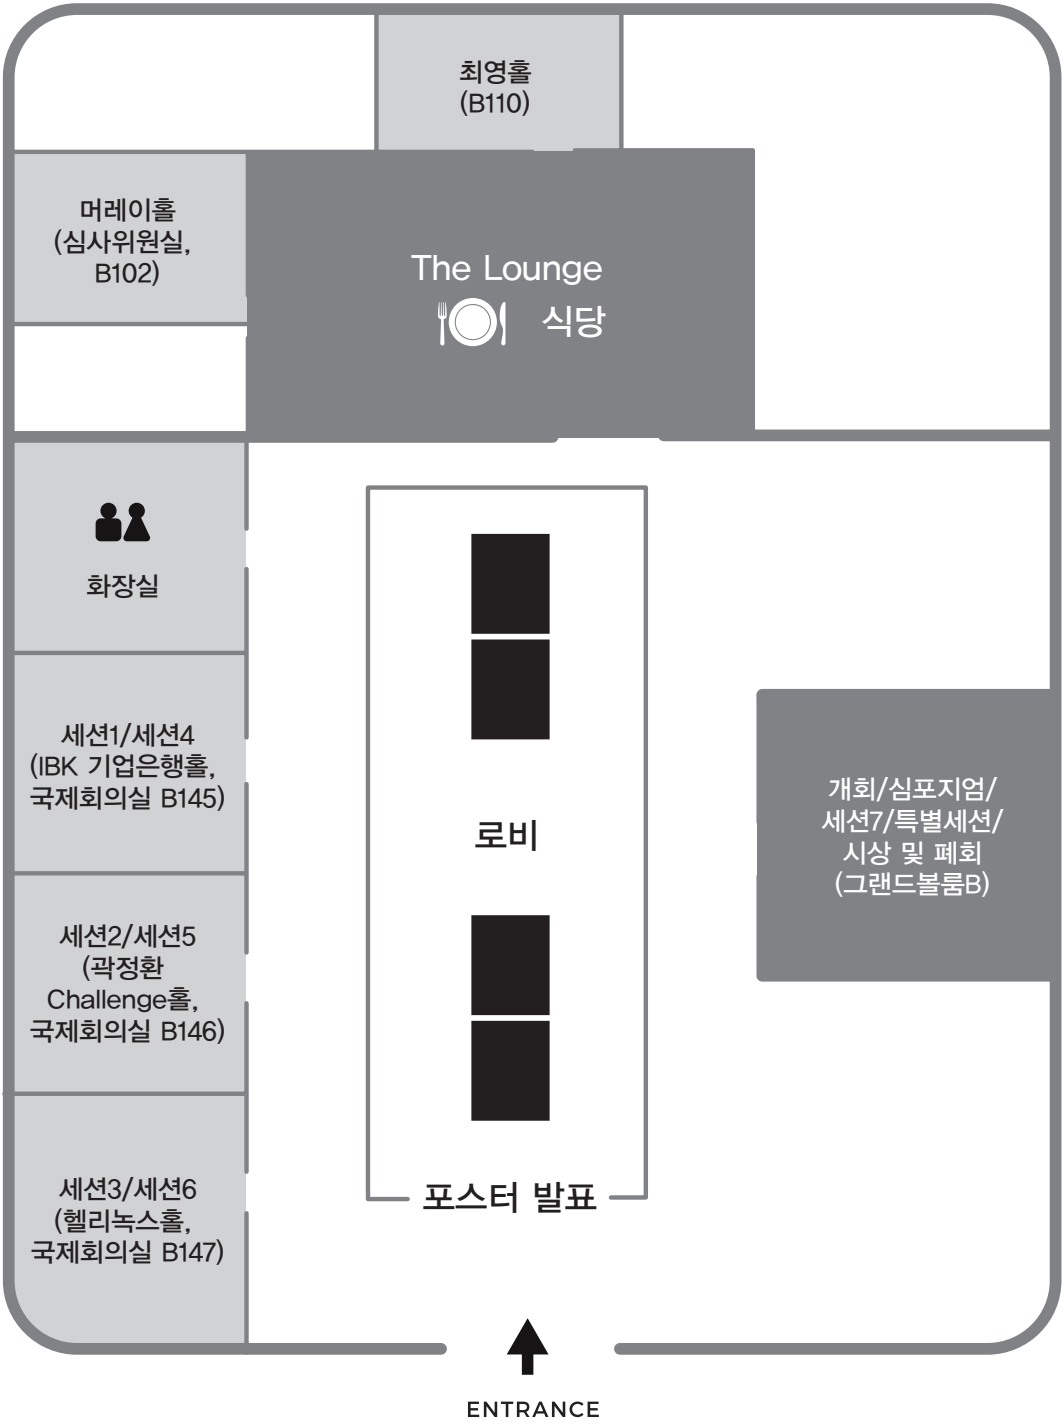 최영홀
(B110)
머레이홀
(심사위원실,
B102)
The Lounge
식당
화장실
세션1/세션4
(IBK 기업은행홀,
국제회의실 B145)
개회/심포지엄/
세션7/특별세션/
시상 및 폐회
(그랜드볼룸B)
로비
세션2/세션5
(곽정환
Challenge홀,
국제회의실 B146)
세션3/세션6
(헬리녹스홀,
국제회의실 B147)
포스터 발표
ENTRANCE